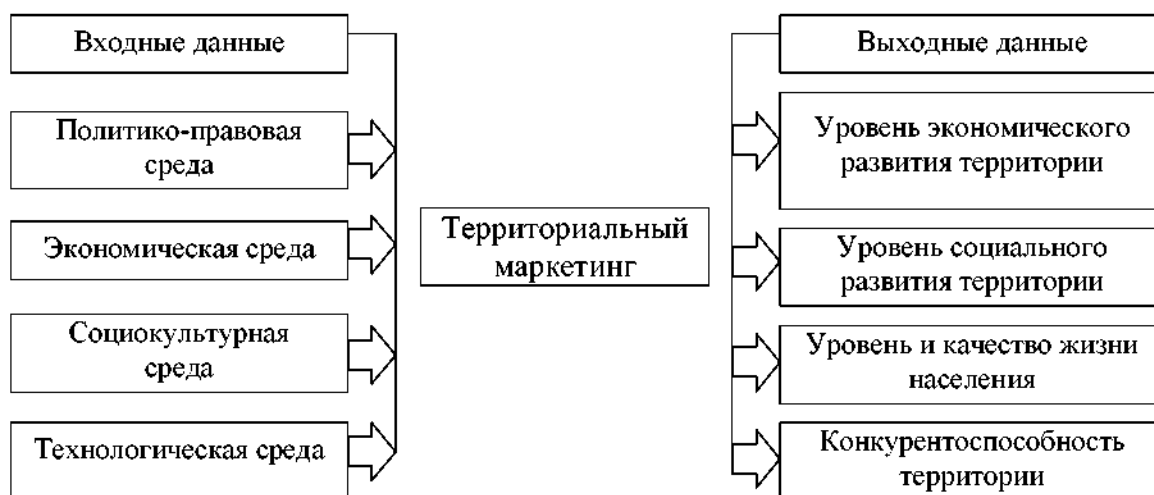 Входные данные
Политико-правовая
среда
Экономическая среда
Социокультурная
среда
Технологическая среда
Территориальный
маркетинг
Выходные данные
Уровень экономического
развития территории
Уровень социального
развития территории
Уровень и качество жизни
населения
Конкурентоспособность
территории